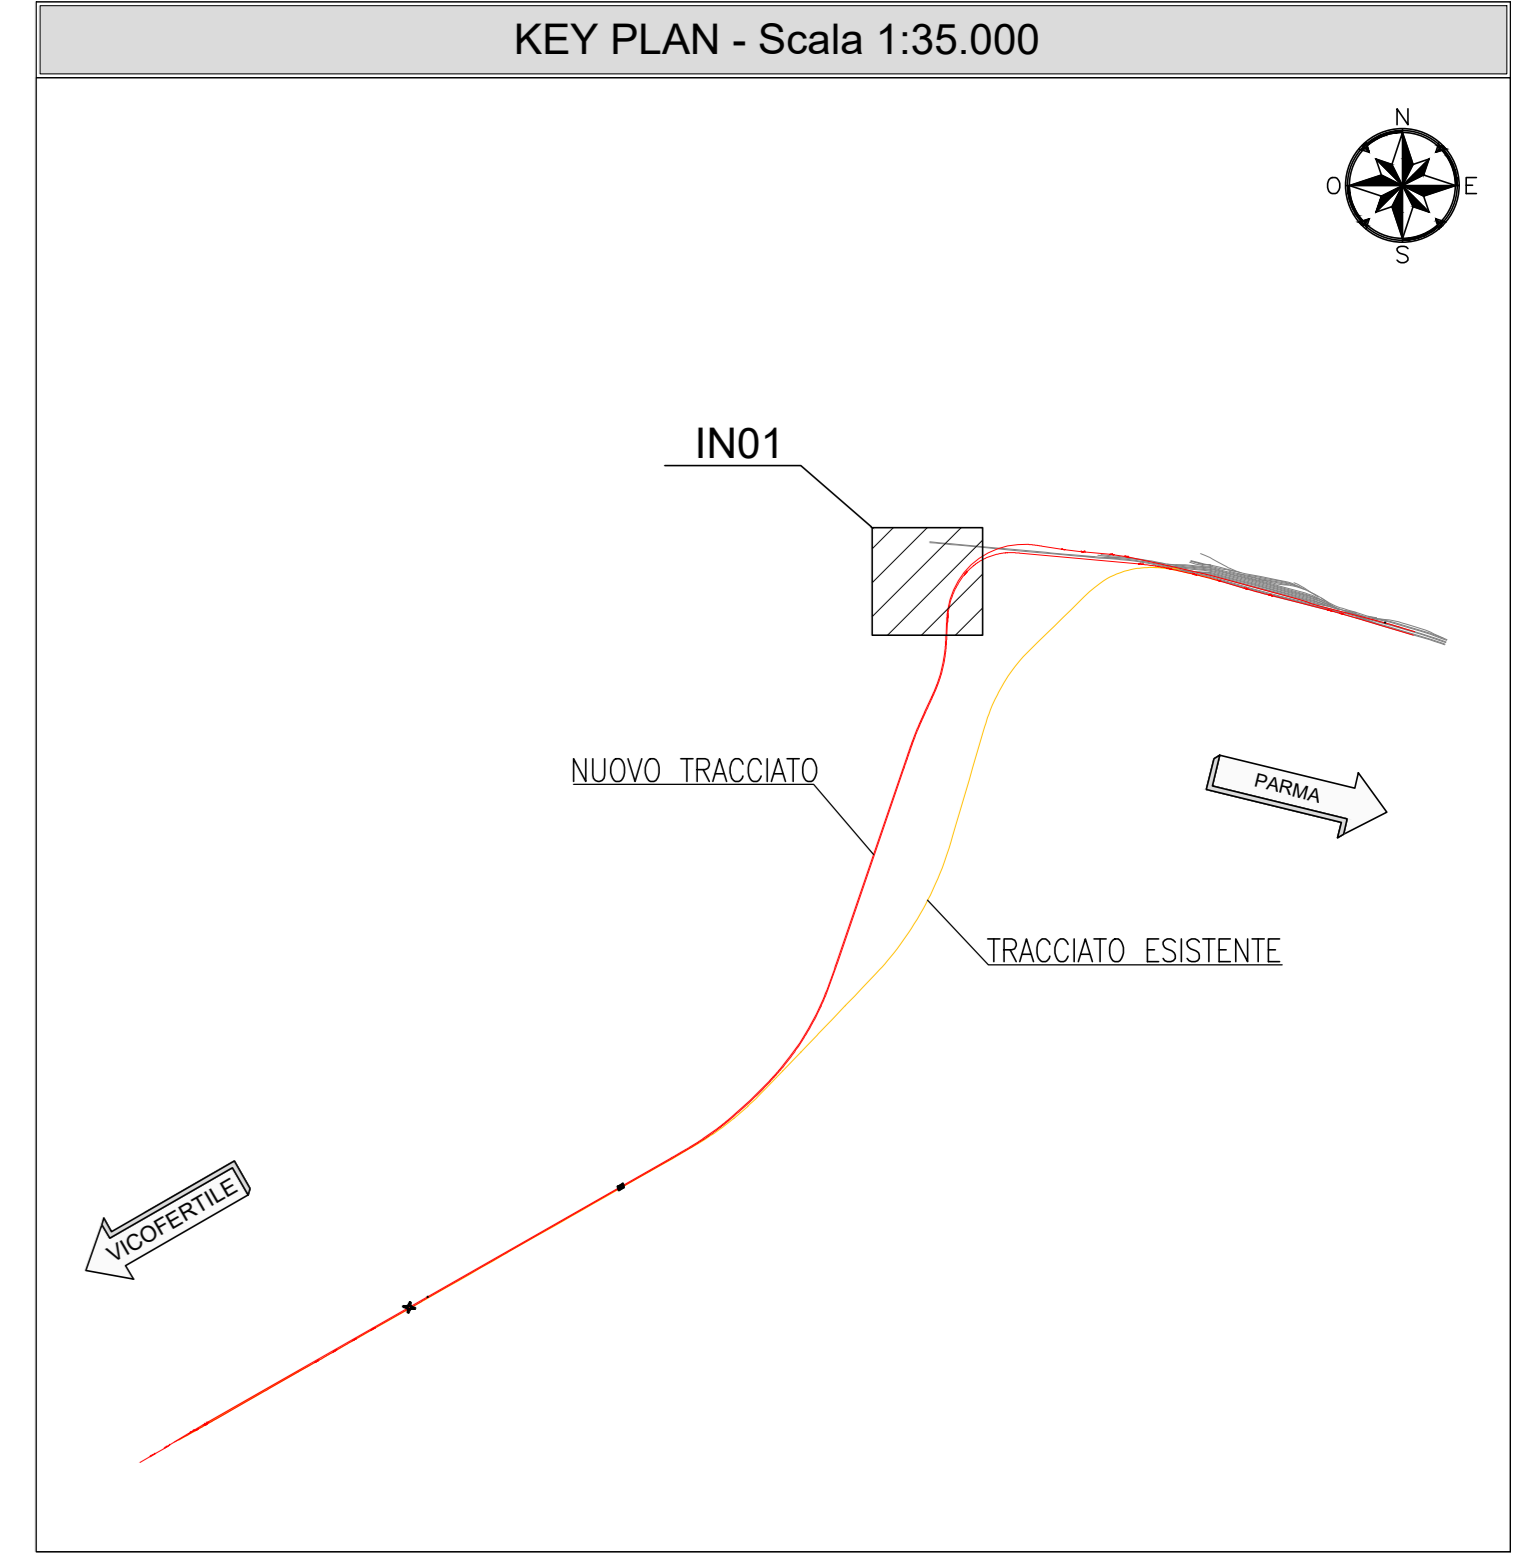 KEY PLAN - Scala 1:35.000
N
O
E
S
IN01
NUOVO TRACCIATO
PARMA
TRACCIATO ESISTENTE
VICOFERTILE